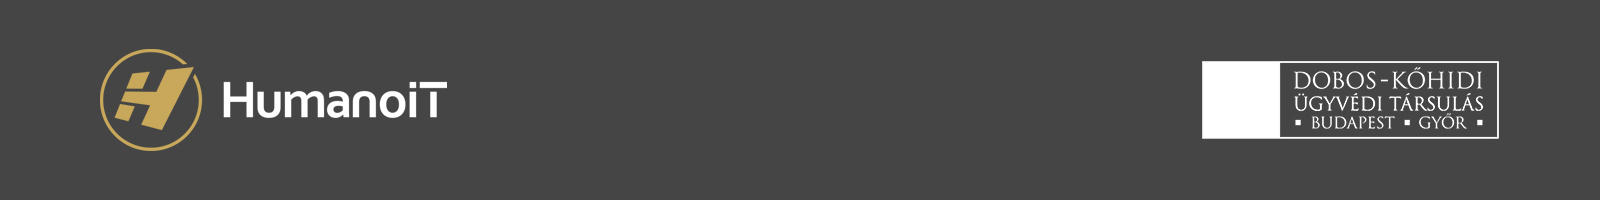 HumanoiT
DOBOS-KŐHIDI
ÜGYVÉDI TÁRSULÁS
▪ BUDAPEST ▪ GYŐR ▪